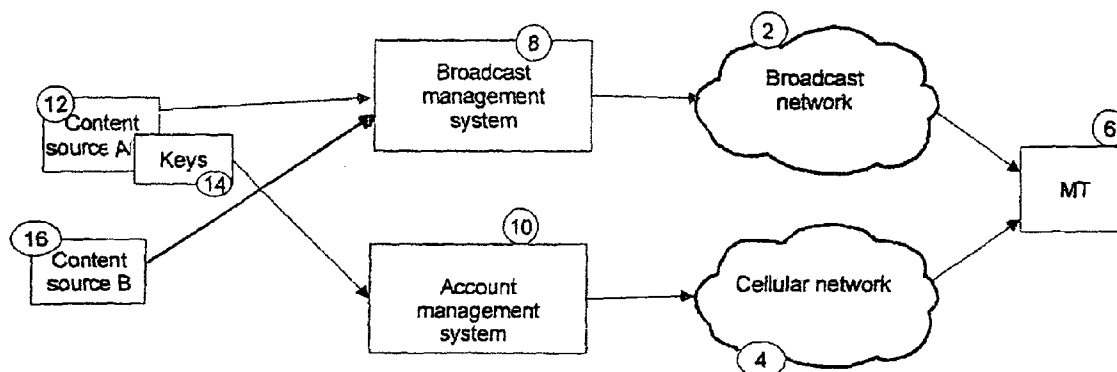 8
Broadcast
management
system
2
Broadcast
network
12
Content
source A
Keys
14
6
MT
16
Content
source B
10
Account
management
system
Cellular network
4